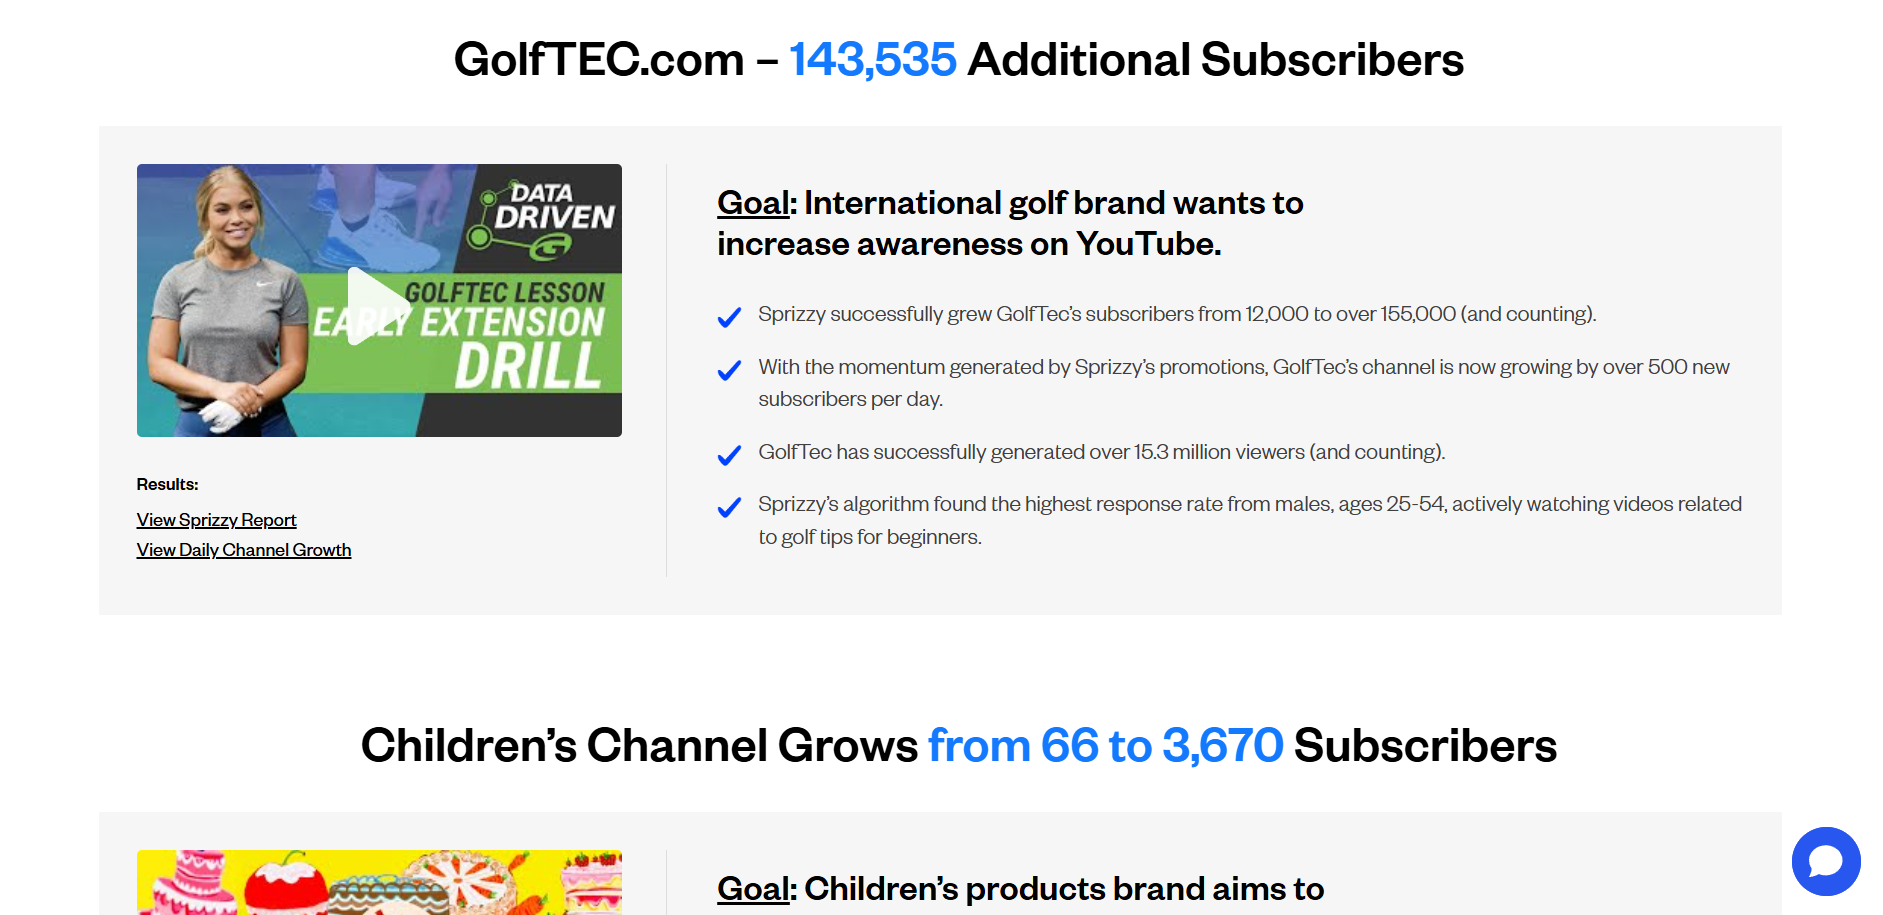 GolfTEC.com – 143,535 Additional Subscribers
DATA
DRIVEN
GOLFTEC LESSON
EARLY EXTENSION
DRILL
Results:
View Sprizzy Report
View Daily Channel Growth
Goal: International golf brand wants to
increase awareness on YouTube.
Sprizzy successfully grew GolfTec’s subscribers from 12,000 to over 155,000 (and counting).
With the momentum generated by Sprizzy’s promotions, GolfTec’s channel is now growing by over 500 new
subscribers per day.
GolfTec has successfully generated over 15.3 million viewers (and counting).
Sprizzy’s algorithm found the highest response rate from males, ages 25-54, actively watching videos related
to golf tips for beginners.
Children’s Channel Grows from 66 to 3,670 Subscribers
Goal: Children’s products brand aims to